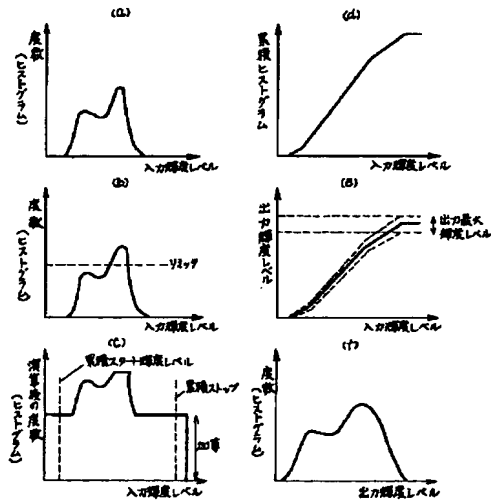 (a)
度数
(ヒストグラム)
入力輝度レベル
(d)
累積ヒストグラム
入力輝度レベル
(b)
度数
(ヒストグラム)
リミッタ
入力輝度レベル
(e)
出力輝度レベル
出力最大
輝度レベル
入力輝度レベル
(c)
演算後の度数
(ヒストグラム)
累積スタート輝度レベル
累積ストップ
加算
入力輝度レベル
(f)
度数
(ヒストグラム)
出力輝度レベル